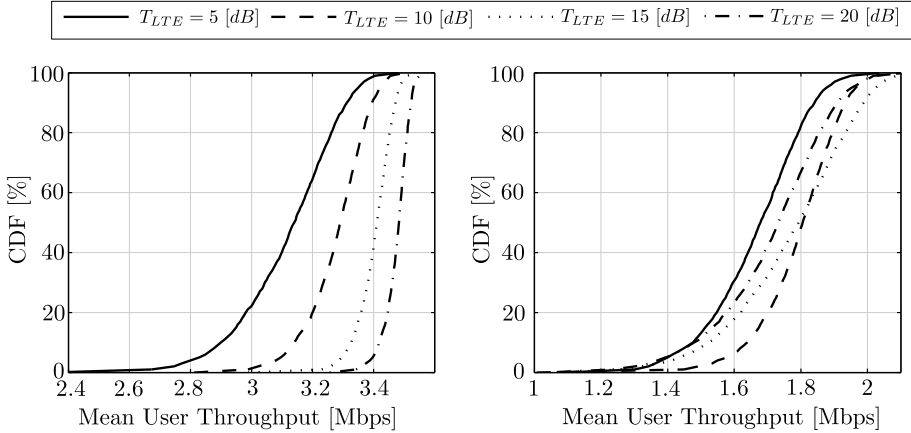 T_LTE = 5 [dB] T_LTE = 10 [dB] T_LTE = 15 [dB] T_LTE = 20 [dB]
100
80
60
40
20
0
CDF [%]
2.4 2.6 2.8 3 3.2 3.4
Mean User Throughput [Mbps]
100
80
60
40
20
0
CDF [%]
1 1.2 1.4 1.6 1.8 2
Mean User Throughput [Mbps]